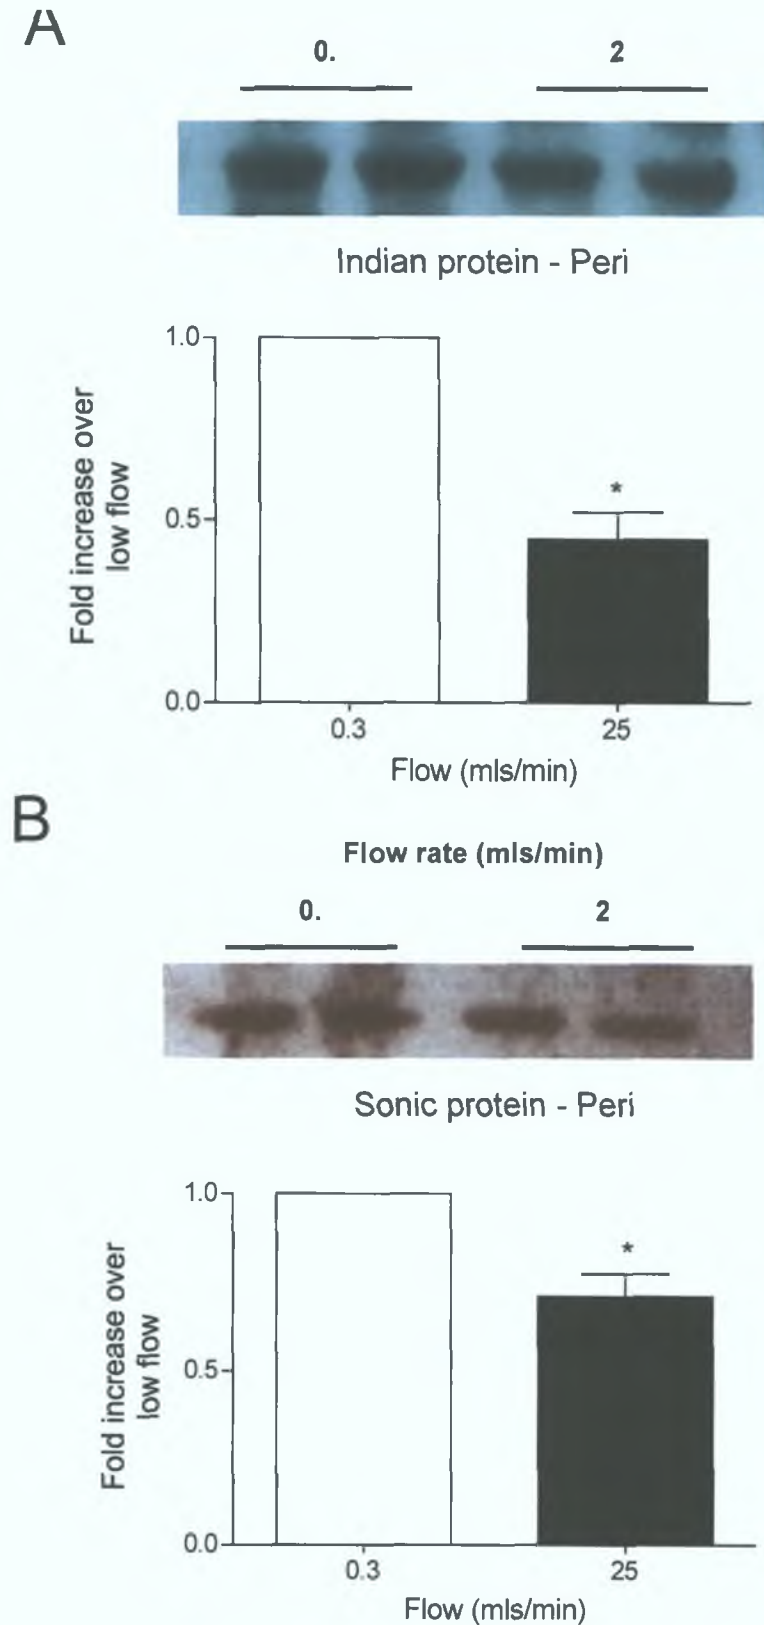 A
0. 2
Indian protein - Peri
1.0
0.5
0.0
Fold increase over
low flow
*
0.3 25
Flow (mls/min)
B
Flow rate (mls/min)
0. 2
Sonic protein - Peri
1.0
0.5
0.0
Fold increase over
low flow
*
0.3 25
Flow (mls/min)